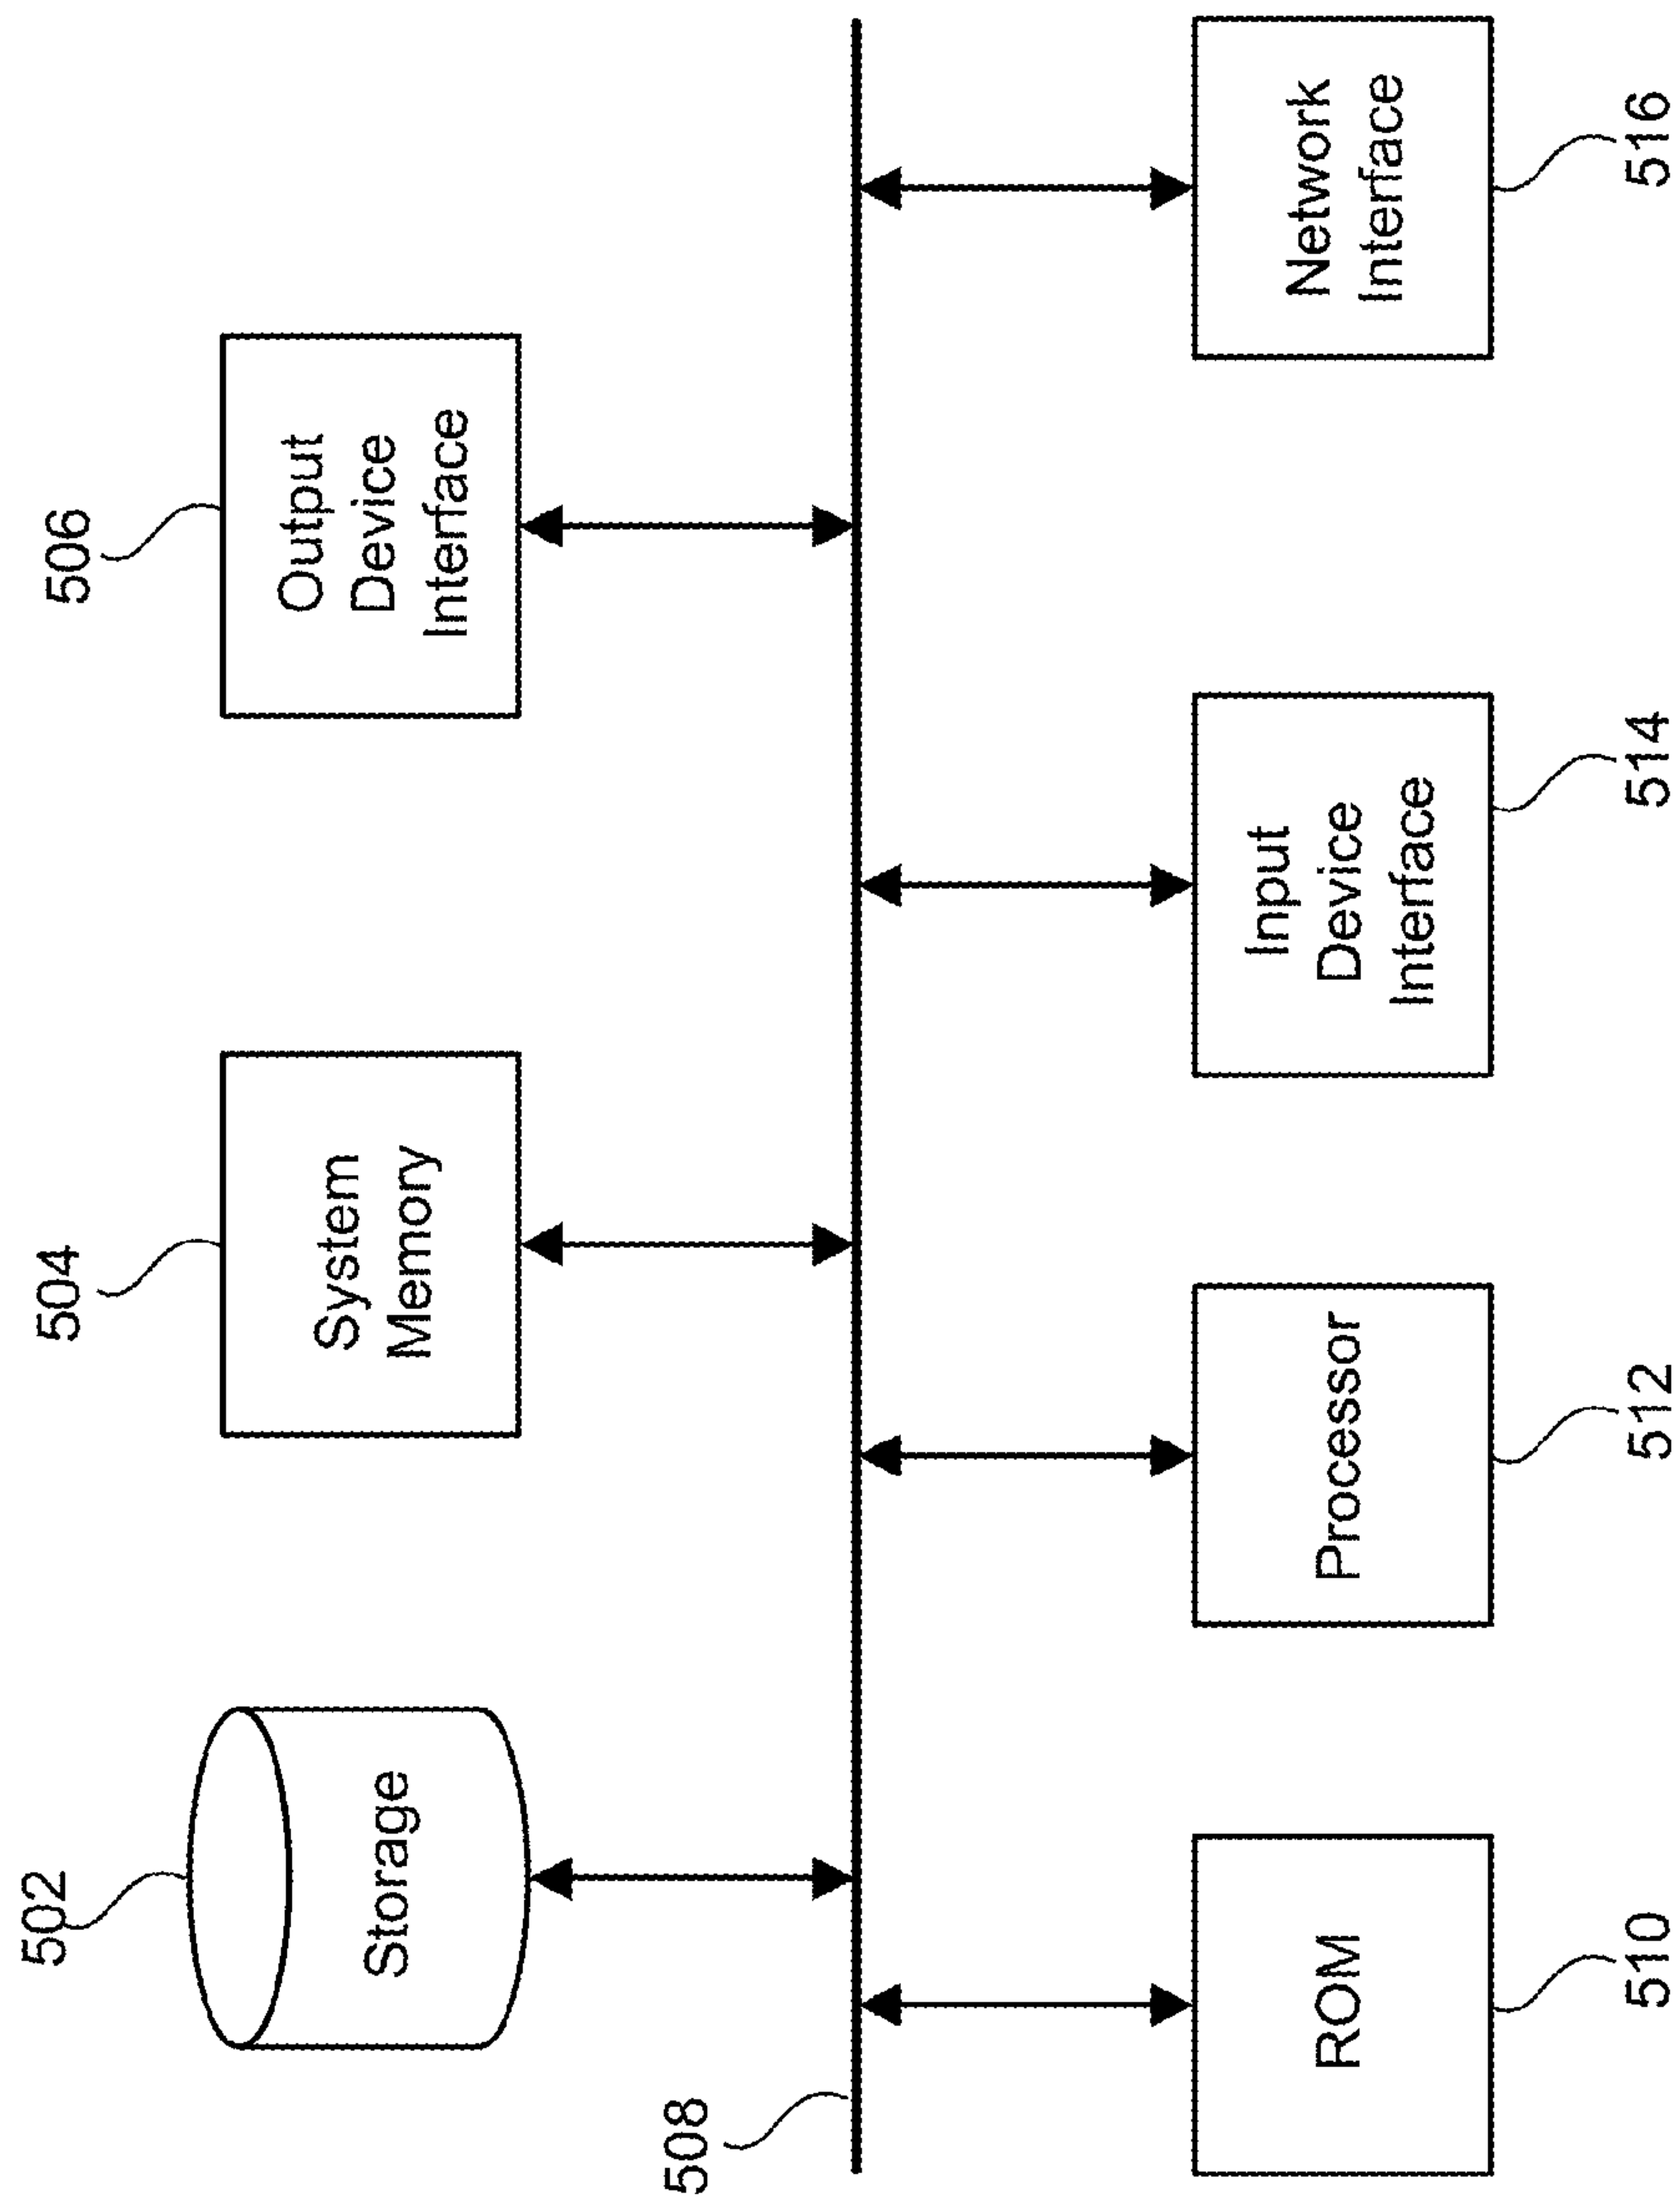 502
Storage
504
System
Memory
506
Output
Device
Interface
508
ROM
510
Processor
512
Input
Device
Interface
514
Network
Interface
516